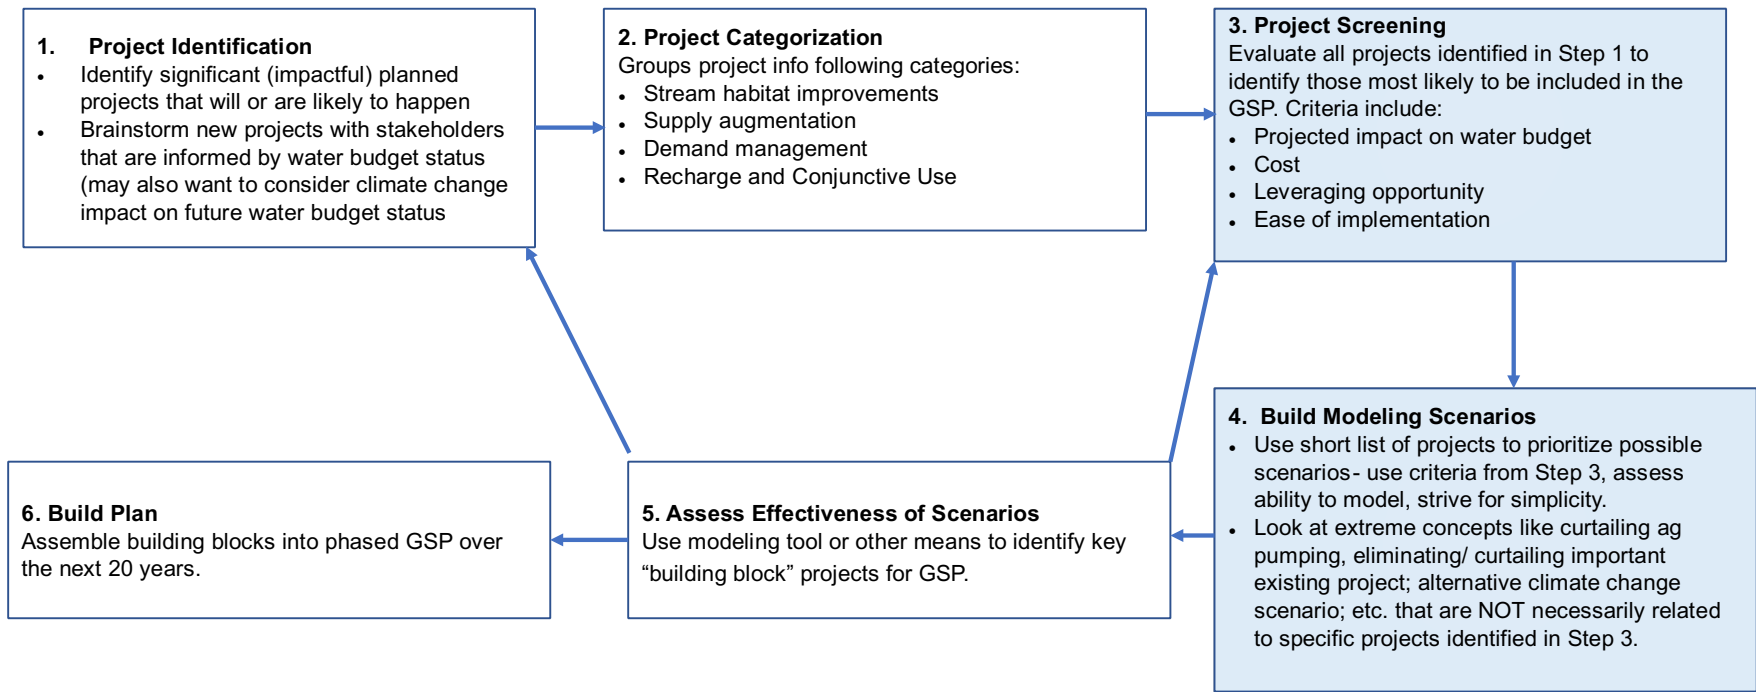 1. Project Identification
• Identify significant (impactful) planned
projects that will or are likely to happen
• Brainstorm new projects with stakeholders
that are informed by water budget status
(may also want to consider climate change
impact on future water budget status
2. Project Categorization
Groups project info following categories:
• Stream habitat improvements
• Supply augmentation
• Demand management
• Recharge and Conjunctive Use
3. Project Screening
Evaluate all projects identified in Step 1 to
identify those most likely to be included in the
GSP. Criteria include:
• Projected impact on water budget
• Cost
• Leveraging opportunity
• Ease of implementation
4. Build Modeling Scenarios
• Use short list of projects to prioritize possible
scenarios- use criteria from Step 3, assess
ability to model, strive for simplicity.
• Look at extreme concepts like curtailing ag
pumping, eliminating/ curtailing important
existing project; alternative climate change
scenario; etc. that are NOT necessarily related
to specific projects identified in Step 3.
5. Assess Effectiveness of Scenarios
Use modeling tool or other means to identify key
“building block” projects for GSP.
6. Build Plan
Assemble building blocks into phased GSP over
the next 20 years.